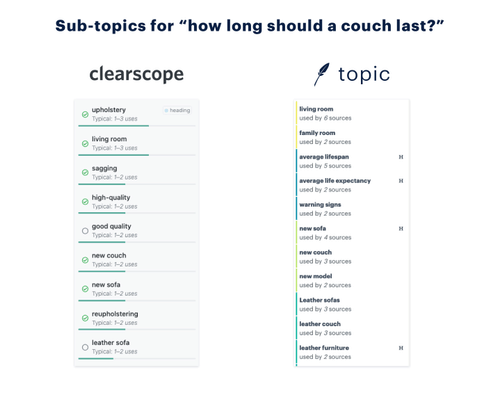 Sub-topics for “how long should a couch last?”
clearscope
upholstery
heading
Typical: 1–3 uses
living room
Typical: 1–3 uses
sagging
Typical: 1–2 uses
high-quality
Typical: 1–2 uses
good quality
Typical: 1–2 uses
new couch
Typical: 1–2 uses
new sofa
Typical: 1–2 uses
reupholstering
Typical: 1–2 uses
leather sofa
Typical: 1–2 uses
topic
living room
used by 6 sources
family room
used by 2 sources
average lifespan H
used by 5 sources
average life expectancy H
used by 2 sources
warning signs
used by 2 sources
new sofa H
used by 4 sources
new couch
used by 3 sources
new model
used by 2 sources
Leather sofas
used by 3 sources
leather couch
used by 3 sources
leather furniture H
used by 2 sources